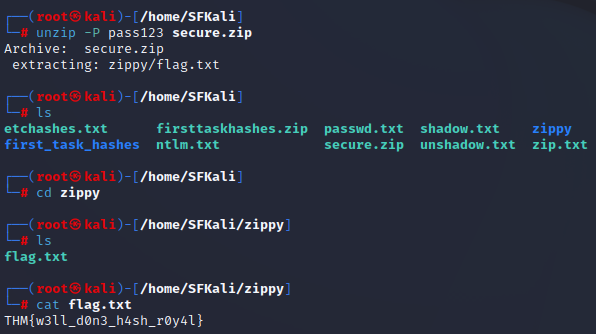 ┌──(root㉿kali)-[/home/SFKali]
└─# unzip -P pass123 secure.zip
Archive:  secure.zip
 extracting: zippy/flag.txt
┌──(root㉿kali)-[/home/SFKali]
└─# ls
etchashes.txt      firsttaskhashes.zip  passwd.txt  shadow.txt    zippy
first_task_hashes  ntlm.txt             secure.zip  unshadow.txt  zip.txt
┌──(root㉿kali)-[/home/SFKali]
└─# cd zippy
┌──(root㉿kali)-[/home/SFKali/zippy]
└─# ls
flag.txt
┌──(root㉿kali)-[/home/SFKali/zippy]
└─# cat flag.txt
THM{w3ll_d0n3_h4sh_r0y4l}